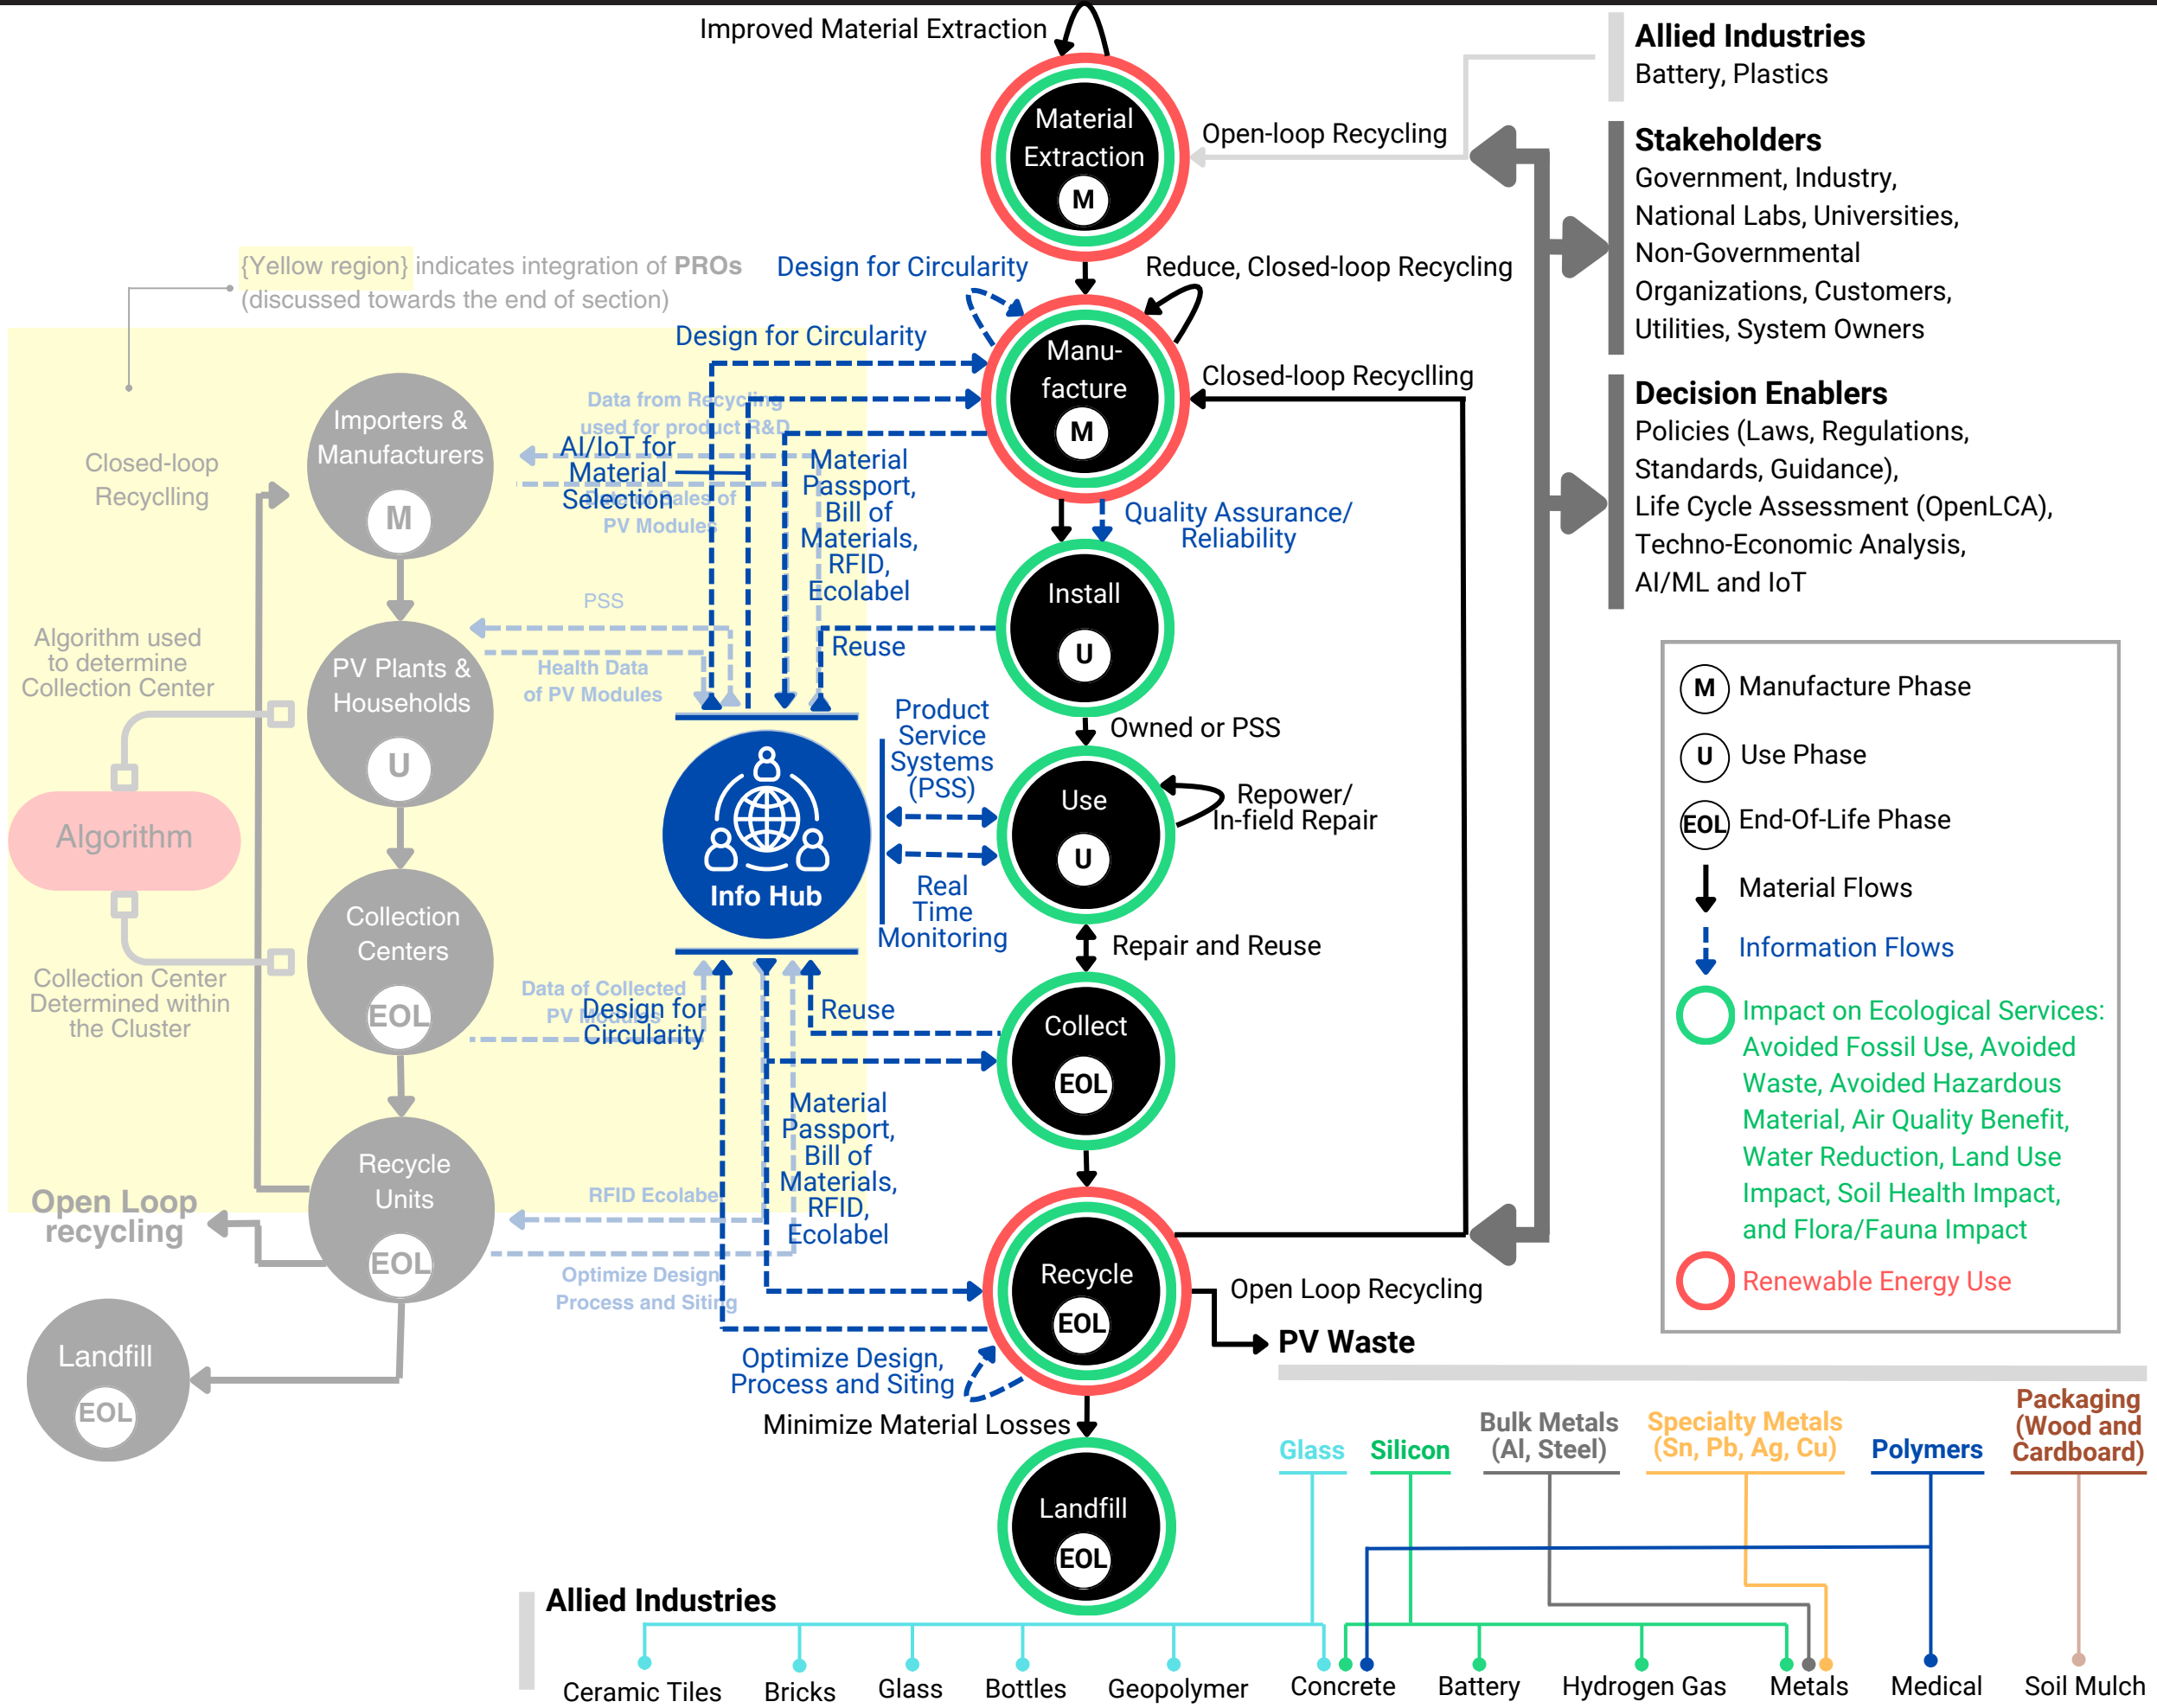 Improved Material Extraction
Allied Industries
Battery, Plastics
Material
Extraction
M
Open-loop Recycling
Stakeholders
Government, Industry,
National Labs, Universities,
Non-Governmental
Organizations, Customers,
Utilities, System Owners
{Yellow region} indicates integration of PROs
(discussed towards the end of section)
Design for Circularity
Reduce, Closed-loop Recycling
Design for Circularity
Manu-
facture
M
Closed-loop Recyclling
Decision Enablers
Policies (Laws, Regulations,
Standards, Guidance),
Life Cycle Assessment (OpenLCA),
Techno-Economic Analysis,
AI/ML and IoT
Importers &
Manufacturers
M
Closed-loop
Recyclling
Data from Recycling
used for product R&D
AI/IoT for
Material
Selection
Data of Sales of
PV Modules
Material
Passport,
Bill of
Materials,
RFID,
Ecolabel
Quality Assurance/
Reliability
Install
U
PSS
Reuse
Health Data
of PV Modules
Algorithm used
to determine
Collection Center
PV Plants &
Households
U
Owned or PSS
Product
Service
Systems
(PSS)
Use
U
Repower/
In-field Repair
Real
Time
Monitoring
Info Hub
Algorithm
Collection
Centers
EOL
Repair and Reuse
Collection Center
Determined within
the Cluster
Data of Collected
PV Modules
Design for
Circularity
Reuse
Collect
EOL
Material
Passport,
Bill of
Materials,
RFID,
Ecolabel
Recycle
Units
EOL
Open Loop
recycling
RFID Ecolabel
Optimize Design
Process and Siting
Recycle
EOL
Open Loop Recycling
PV Waste
Optimize Design,
Process and Siting
Minimize Material Losses
Landfill
EOL
Landfill
EOL
M Manufacture Phase
U Use Phase
EOL End-Of-Life Phase
Material Flows
Information Flows
Impact on Ecological Services:
Avoided Fossil Use, Avoided
Waste, Avoided Hazardous
Material, Air Quality Benefit,
Water Reduction, Land Use
Impact, Soil Health Impact,
and Flora/Fauna Impact
Renewable Energy Use
Glass
Silicon
Bulk Metals
(Al, Steel)
Specialty Metals
(Sn, Pb, Ag, Cu)
Polymers
Packaging
(Wood and
Cardboard)
Allied Industries
Ceramic Tiles Bricks Glass Bottles Geopolymer Concrete Battery Hydrogen Gas Metals Medical Soil Mulch